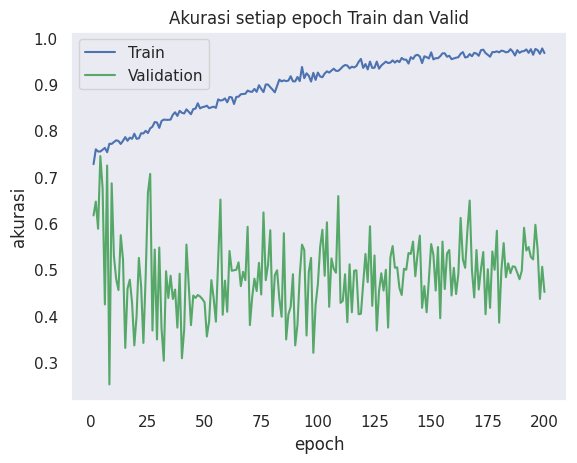 Akurasi setiap epoch Train dan Valid
Train
Validation
akurasi
1.0
0.9
0.8
0.7
0.6
0.5
0.4
0.3
0 25 50 75 100 125 150 175 200
epoch